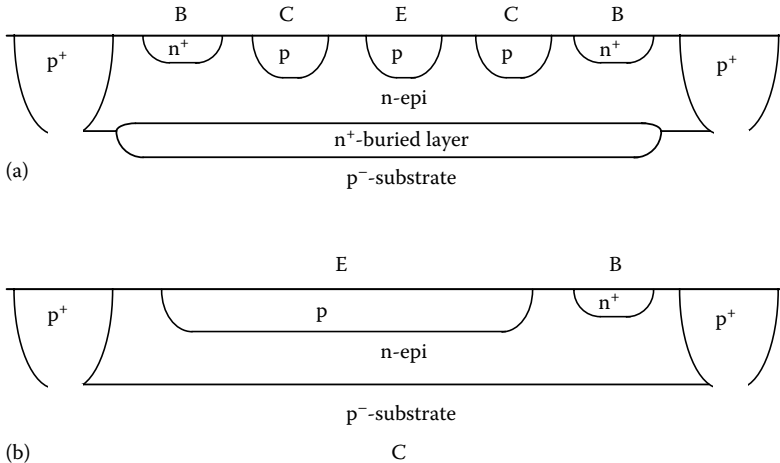 B C E C B
p⁺ n⁺ p p p n⁺ p⁺
n-epi
n⁺-buried layer
(a) p⁻-substrate
E B
p⁺ p n⁺ p⁺
n-epi
p⁻-substrate
(b) C